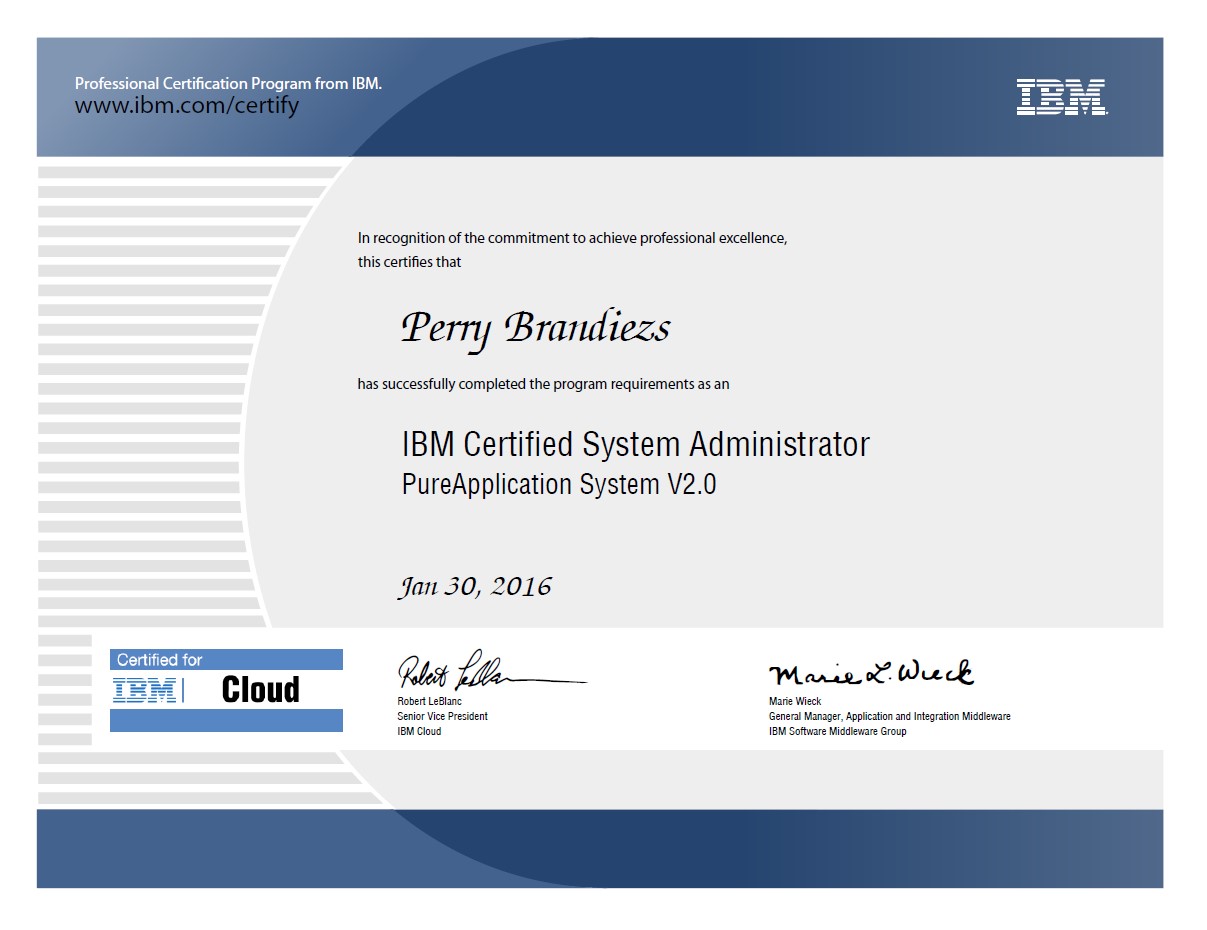 Professional Certification Program from IBM.
www.ibm.com/certify
IBM
In recognition of the commitment to achieve professional excellence,
this certifies that
Perry Brandiezs
has successfully completed the program requirements as an
IBM Certified System Administrator
PureApplication System V2.0
Jan 30, 2016
Certified for
IBM | Cloud
Robert LeBlanc
Robert LeBlanc
Senior Vice President
IBM Cloud
Marie L. Wieck
Marie Wieck
General Manager, Application and Integration Middleware
IBM Software Middleware Group